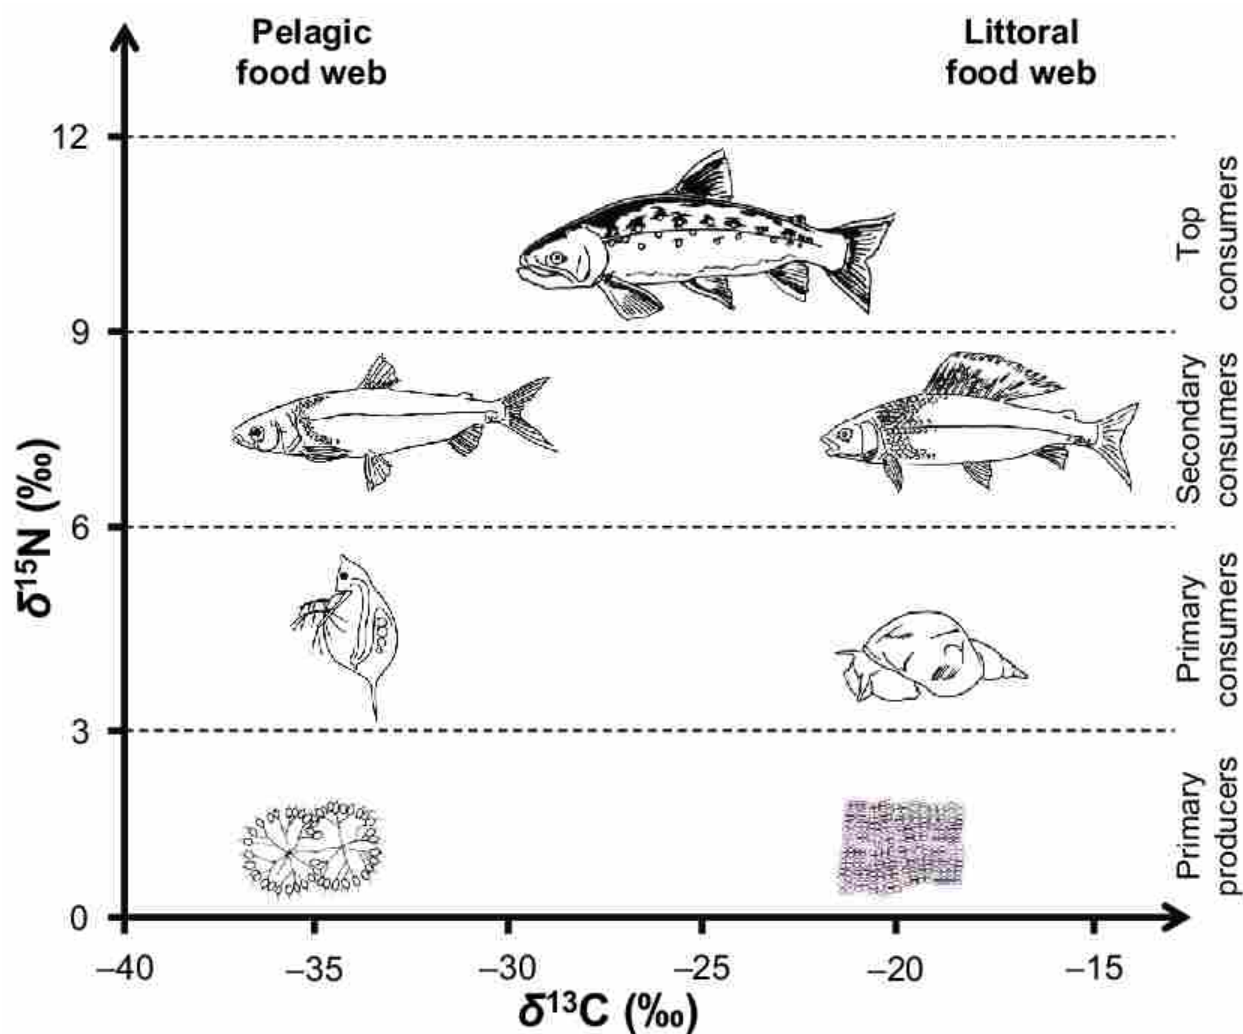 Pelagic
food web
Littoral
food web
12
9
6
3
0
δ¹⁵N (‰)
Top
consumers
Secondary
consumers
Primary
consumers
Primary
producers
–40
–35
–30
–25
–20
–15
δ¹³C (‰)